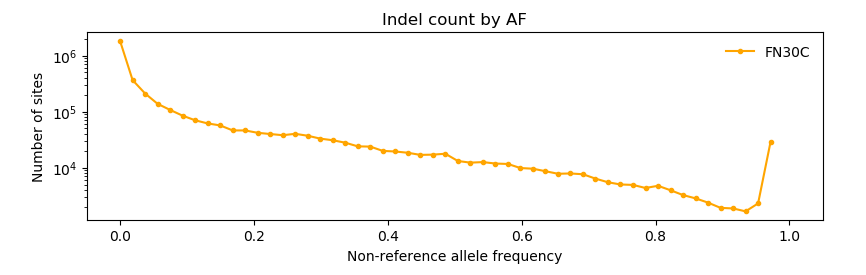 Indel count by AF
FN30C
Number of sites
10^6
10^5
10^4
0.0 0.2 0.4 0.6 0.8 1.0
Non-reference allele frequency